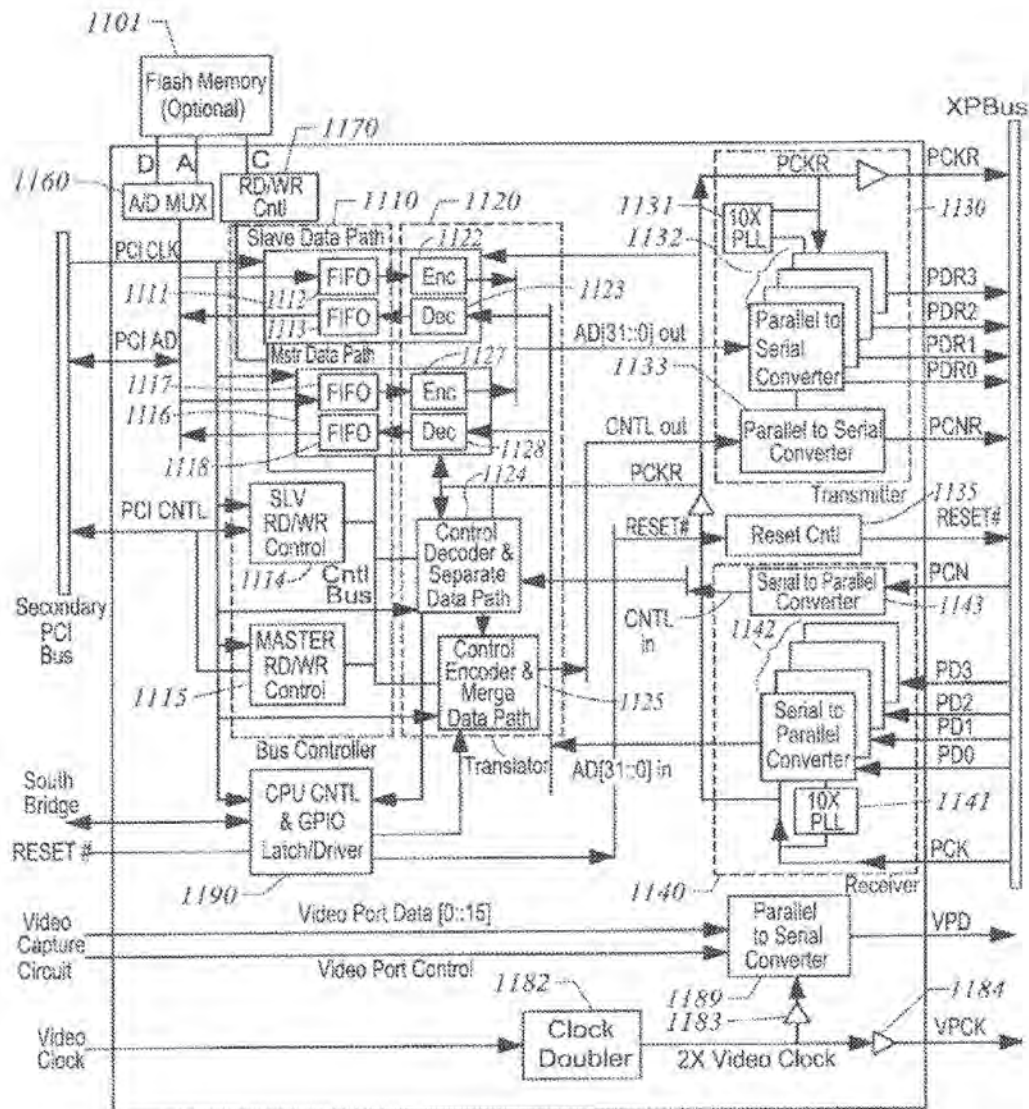 1101
Flash Memory
(Optional)
XPBus
1170
D
A
C
1160
A/D MUX
RD/WR
Cntl
1110
1120
PCKR
PCKR
1130
1131
10X
PLL
1132
Slave Data Path
1122
PCI CLK
FIFO
Enc
1111
1112
1123
PDR3
FIFO
Dec
1113
PDR2
PCI AD
AD[31::0] out
Parallel to
Serial
Converter
PDR1
PDR0
Mstr Data Path
1127
1133
1117
FIFO
Enc
1116
CNTL out
Parallel to Serial
Converter
PCNR
FIFO
Dec
1118
1128
1124
PCKR
Transmitter
1135
PCI CNTL
SLV
RD/WR
Control
RESET#
Reset Cntl
RESET#
1114
Cntl
Bus
Control
Decoder &
Separate
Data Path
Serial to Parallel
Converter
PCN
Secondary
PCI
Bus
CNTL
in
1143
1142
MASTER
RD/WR
Control
Control
Encoder &
Merge
Data Path
PD3
1115
1125
Serial to
Parallel
Converter
PD2
PD1
Bus Controller
Translator
AD[31::0] in
PD0
South
Bridge
CPU CNTL
& GPIO
Latch/Driver
10X
PLL
1141
RESET #
PCK
1190
1140
Receiver
Video
Capture
Circuit
Video Port Data [0::15]
Parallel
to Serial
Converter
VPD
Video Port Control
1182
1189
1183
1184
Video
Clock
Clock
Doubler
2X Video Clock
VPCK